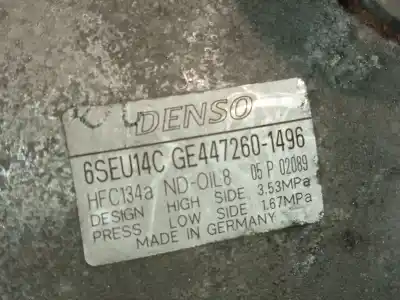 DENSO
6SEU14C GE447260-1496
HFC134a ND-OIL8 05 P 02089
DESIGN HIGH SIDE 3.53MPa
PRESS LOW SIDE 1.67MPa
MADE IN GERMANY